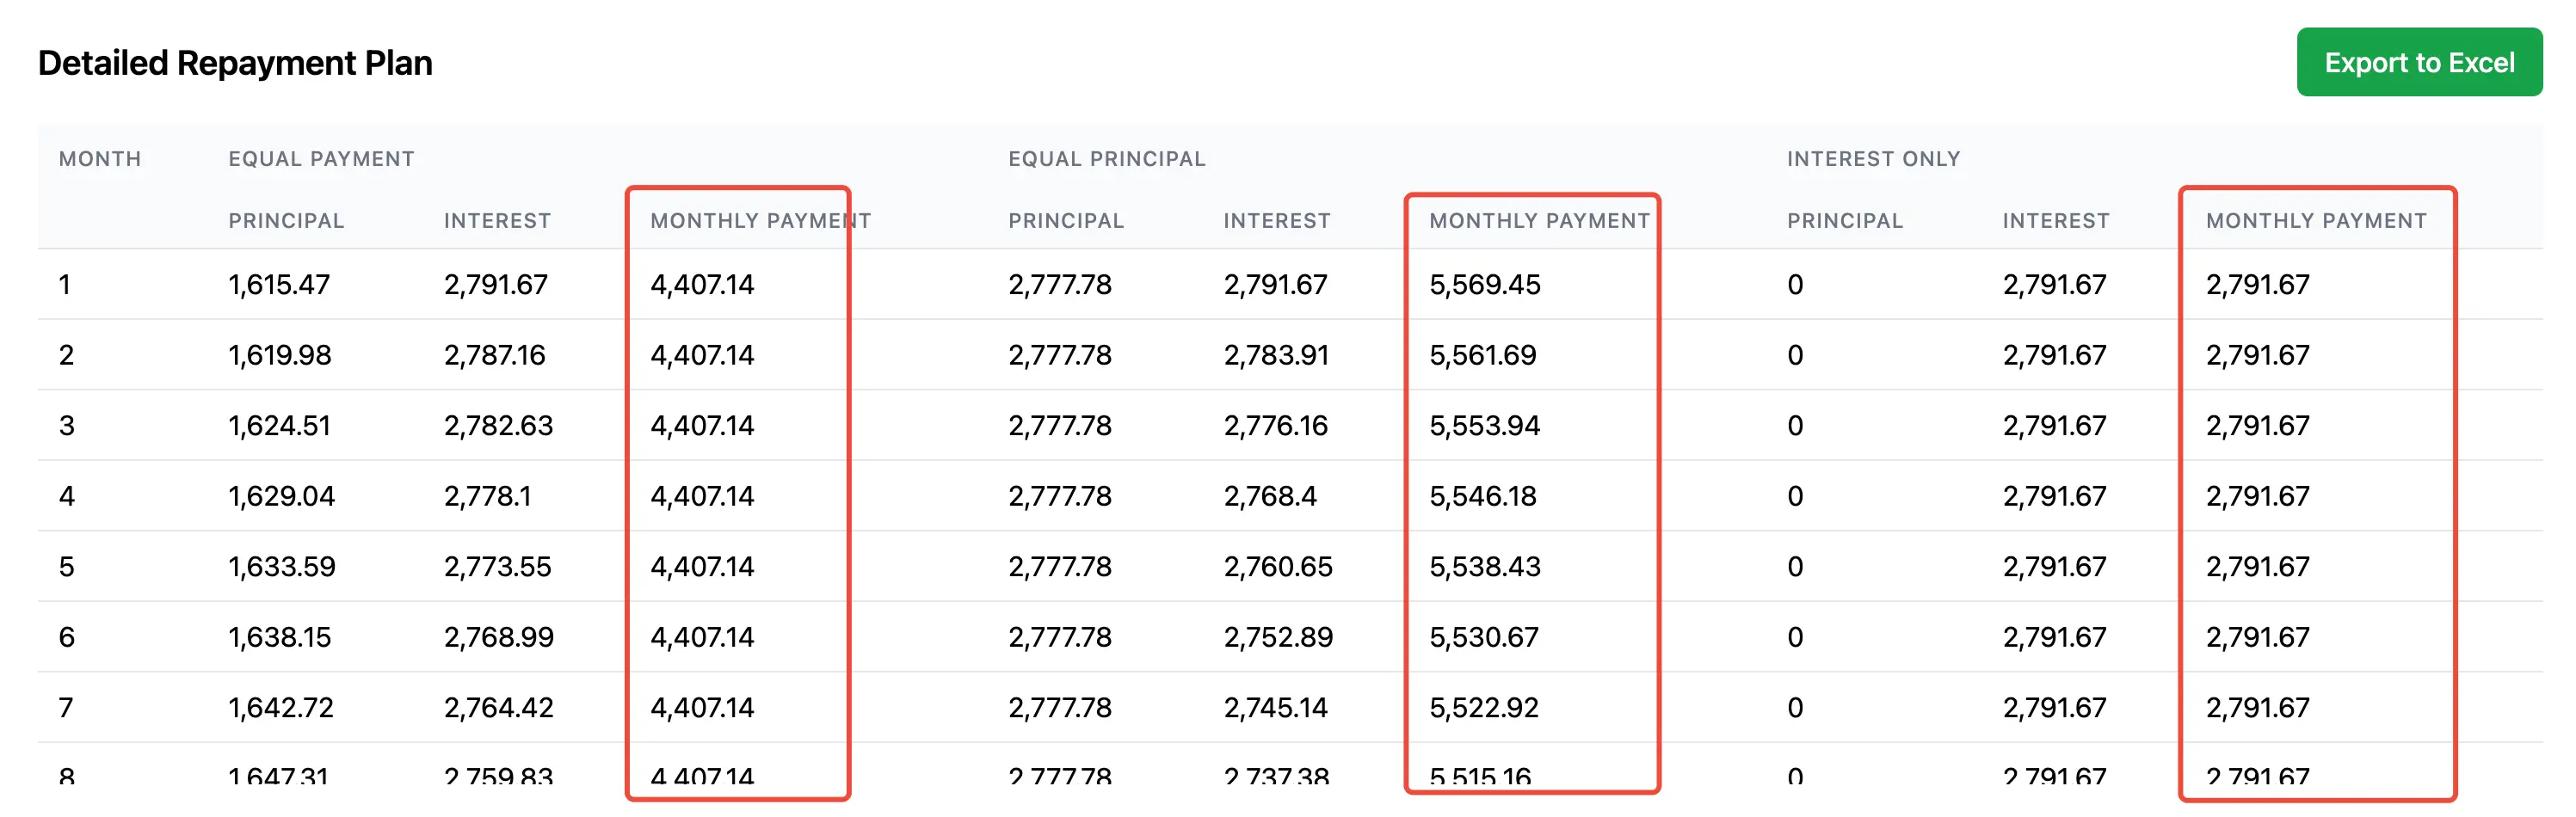 Detailed Repayment Plan
Export to Excel
MONTH EQUAL PAYMENT EQUAL PRINCIPAL INTEREST ONLY
PRINCIPAL INTEREST MONTHLY PAYMENT PRINCIPAL INTEREST MONTHLY PAYMENT PRINCIPAL INTEREST MONTHLY PAYMENT
1 1,615.47 2,791.67 4,407.14 2,777.78 2,791.67 5,569.45 0 2,791.67 2,791.67
2 1,619.98 2,787.16 4,407.14 2,777.78 2,783.91 5,561.69 0 2,791.67 2,791.67
3 1,624.51 2,782.63 4,407.14 2,777.78 2,776.16 5,553.94 0 2,791.67 2,791.67
4 1,629.04 2,778.1 4,407.14 2,777.78 2,768.4 5,546.18 0 2,791.67 2,791.67
5 1,633.59 2,773.55 4,407.14 2,777.78 2,760.65 5,538.43 0 2,791.67 2,791.67
6 1,638.15 2,768.99 4,407.14 2,777.78 2,752.89 5,530.67 0 2,791.67 2,791.67
7 1,642.72 2,764.42 4,407.14 2,777.78 2,745.14 5,522.92 0 2,791.67 2,791.67
8 1,647.31 2,759.83 4,407.14 2,777.78 2,737.38 5,515.16 0 2,791.67 2,791.67